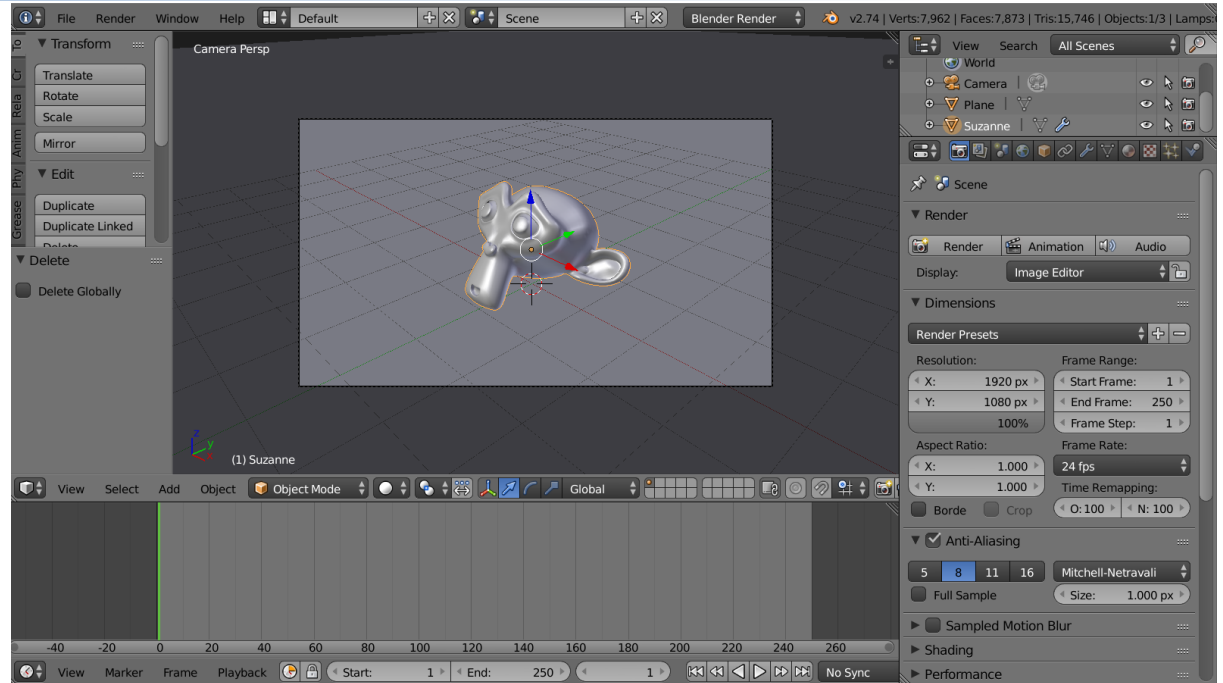 File Render Window Help Default Scene Blender Render v2.74 | Verts:7,962 | Faces:7,873 | Tris:15,746 | Objects:1/3 | Lamps:
Transform
Translate
Rotate
Scale
Mirror
Edit
Duplicate
Duplicate Linked
Delete
To
Cr
Rela
Anim
Phy
Grease
Delete
Delete Globally
Camera Persp
z
y
(1) Suzanne
View Select Add Object Object Mode Global
-40 -20 0 20 40 60 80 100 120 140 160 180 200 220 240 260
View Marker Frame Playback Start: 1 End: 250 1 No Sync
View Search All Scenes
World
Camera
Plane
Suzanne
Scene
Render
Render Animation Audio
Display: Image Editor
Dimensions
Render Presets
Resolution: Frame Range:
X: 1920 px Start Frame: 1
Y: 1080 px End Frame: 250
100% Frame Step: 1
Aspect Ratio: Frame Rate:
X: 1.000 24 fps
Y: 1.000 Time Remapping:
Borde Crop O: 100 N: 100
Anti-Aliasing
5 8 11 16 Mitchell-Netravali
Full Sample Size: 1.000 px
Sampled Motion Blur
Shading
Performance